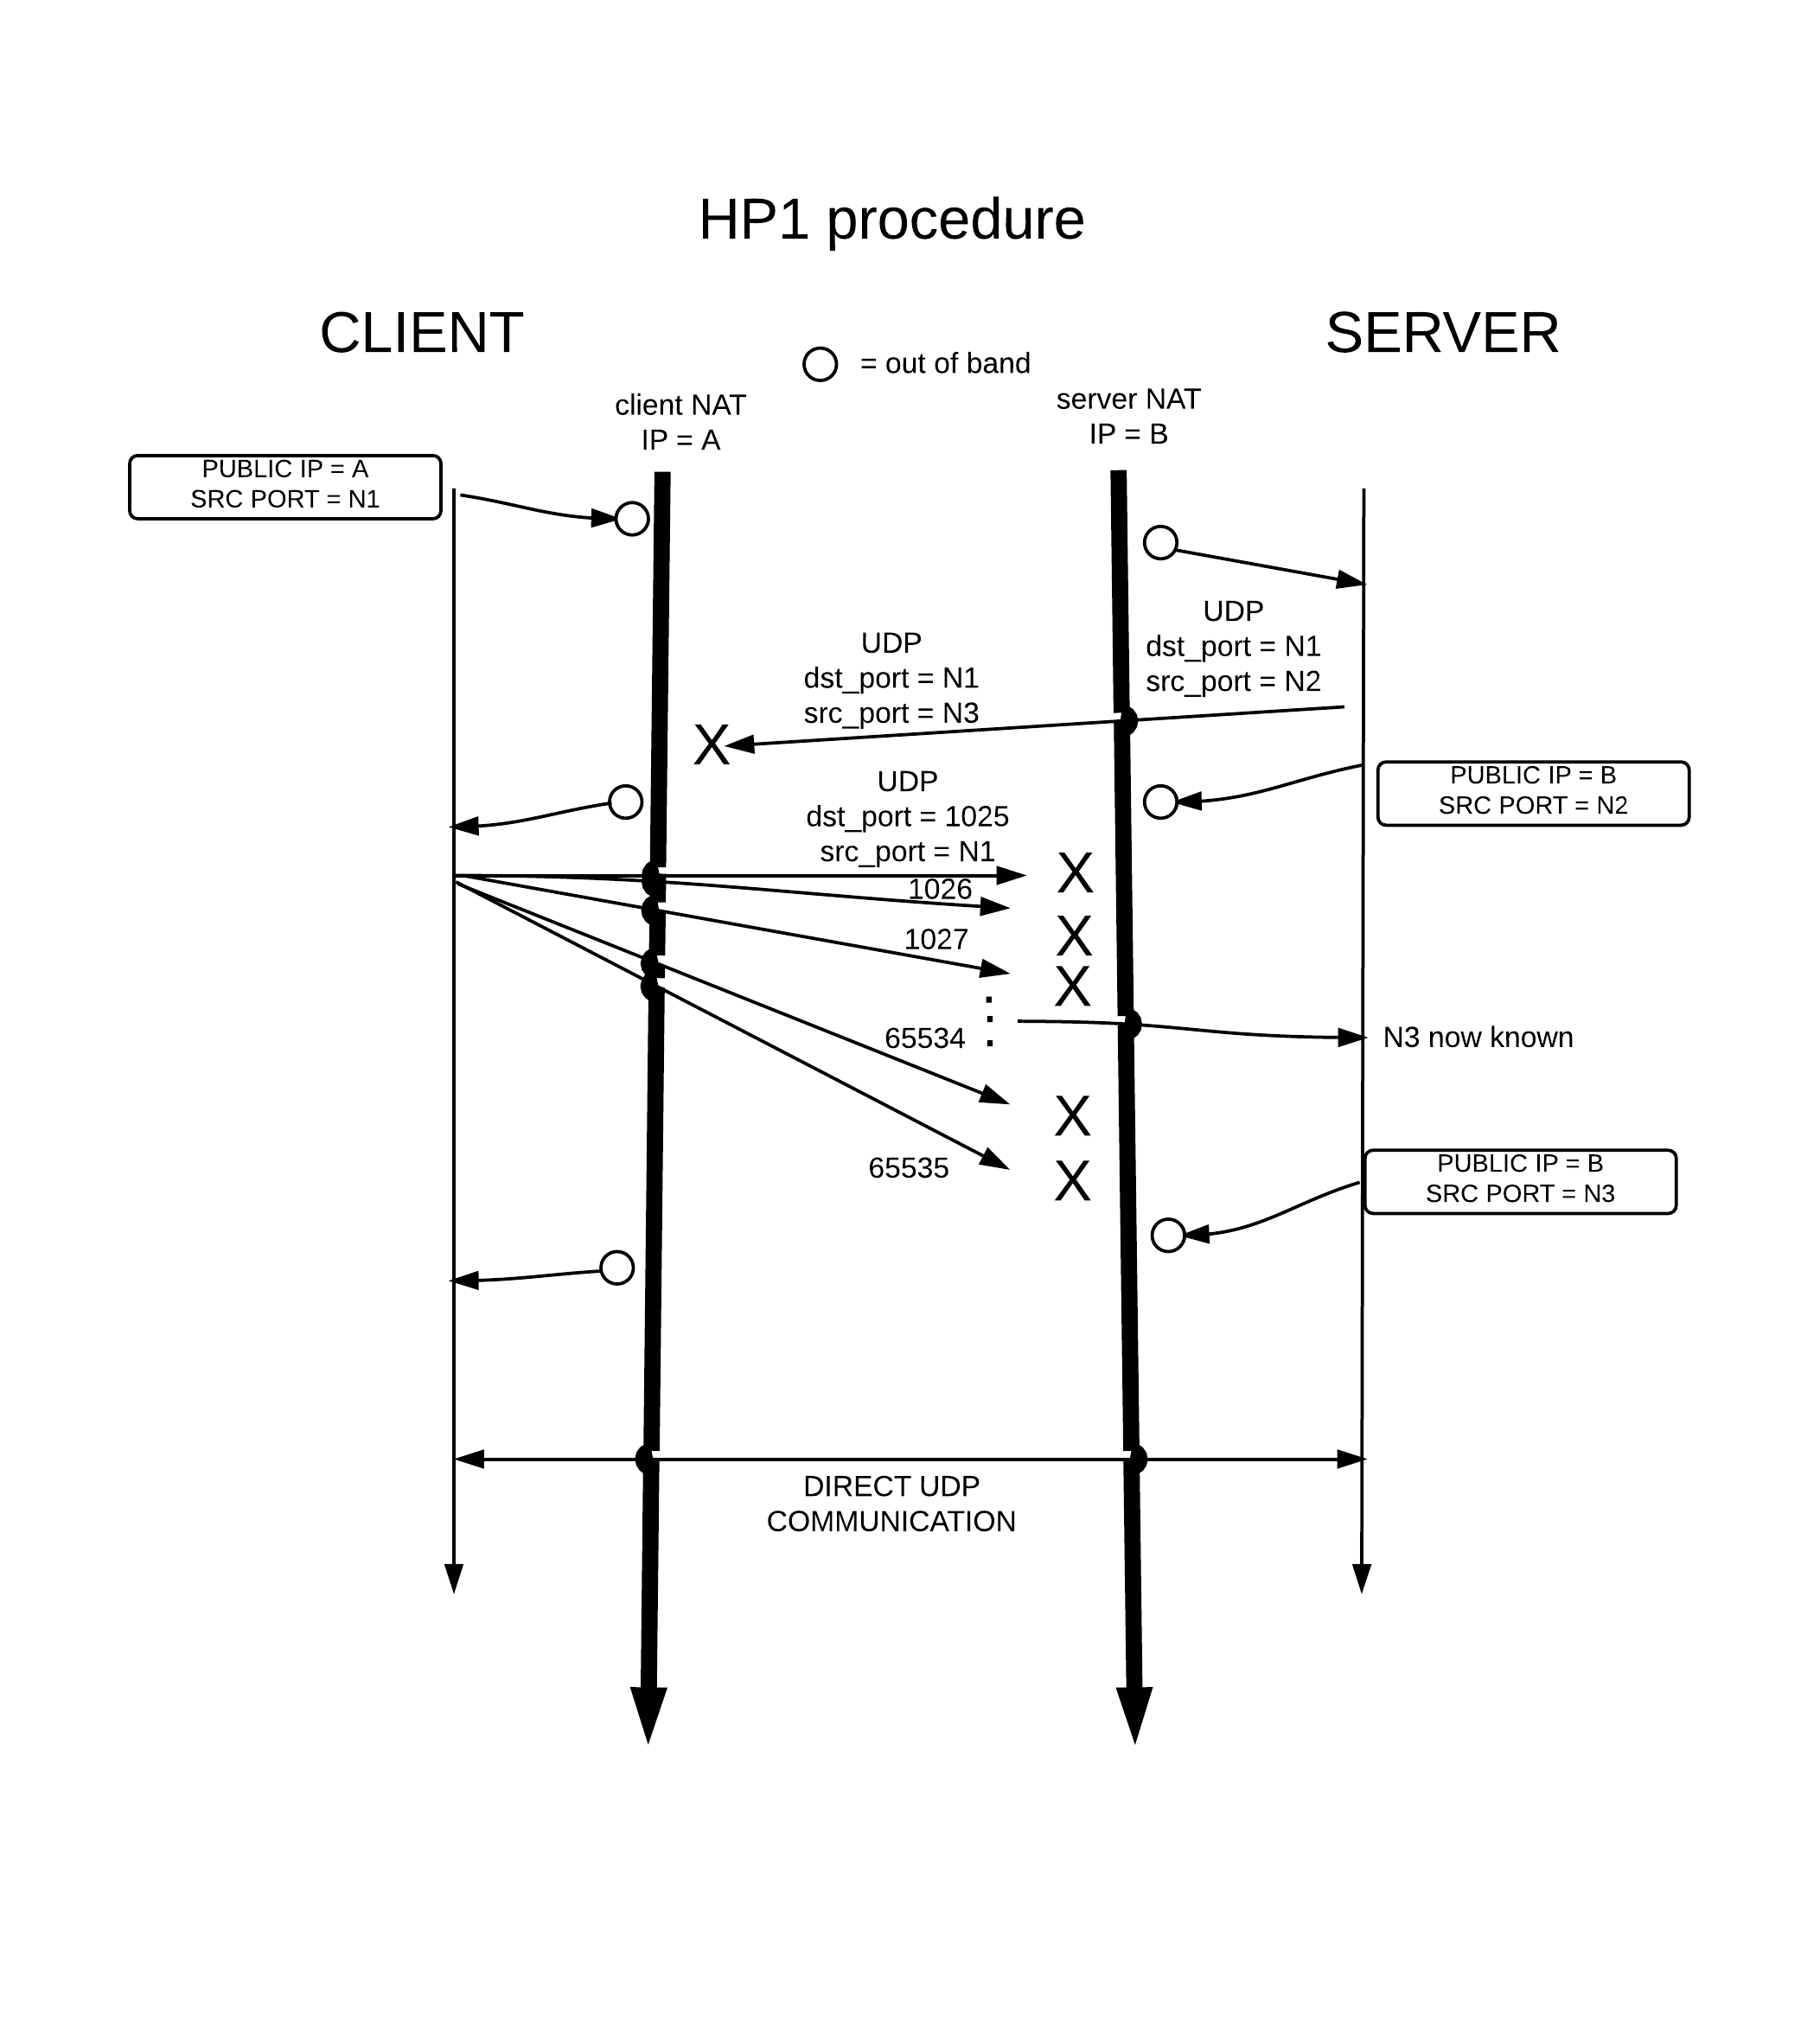 HP1 procedure
CLIENT
SERVER
= out of band
client NAT
IP = A
server NAT
IP = B
PUBLIC IP = A
SRC PORT = N1
UDP
dst_port = N1
src_port = N2
UDP
dst_port = N1
src_port = N3
X
PUBLIC IP = B
SRC PORT = N2
UDP
dst_port = 1025
src_port = N1
X
1026
X
1027
X
65534
N3 now known
X
65535
X
PUBLIC IP = B
SRC PORT = N3
DIRECT UDP
COMMUNICATION